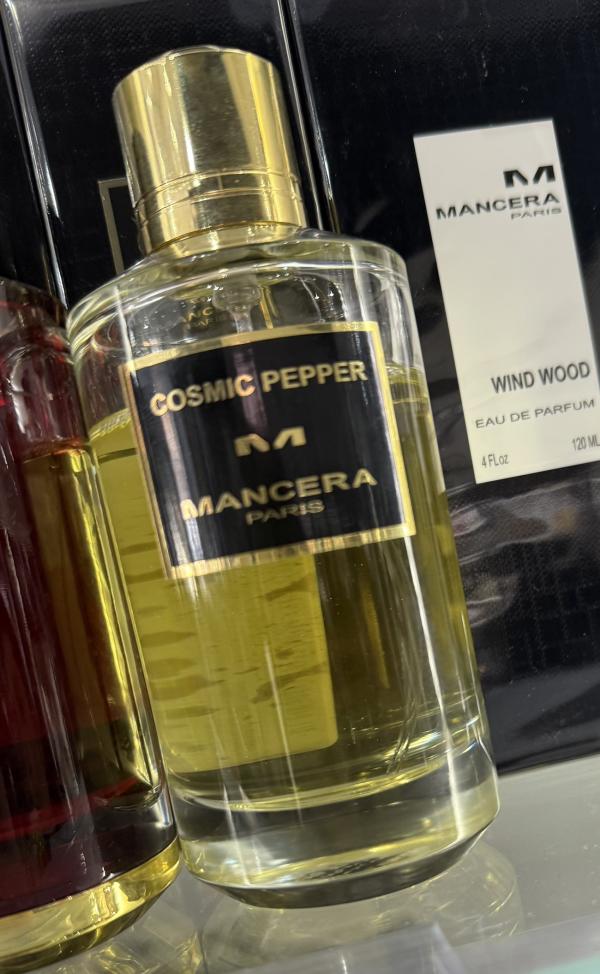 COSMIC PEPPER
MANCERA
PARIS
MANCERA
PARIS
WIND WOOD
EAU DE PARFUM
4 FLoz 120 ML